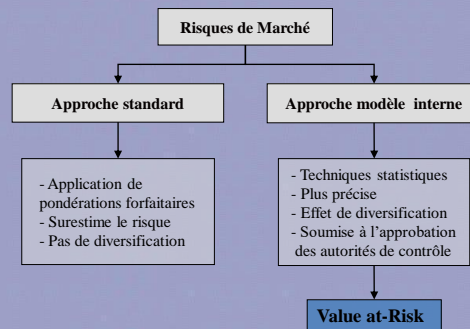 Risques de Marché
Approche standard
Approche modèle interne
- Application de
pondérations forfaitaires
- Surestime le risque
- Pas de diversification
- Techniques statistiques
- Plus précise
- Effet de diversification
- Soumise à l'approbation
des autorités de contrôle
Value at-Risk